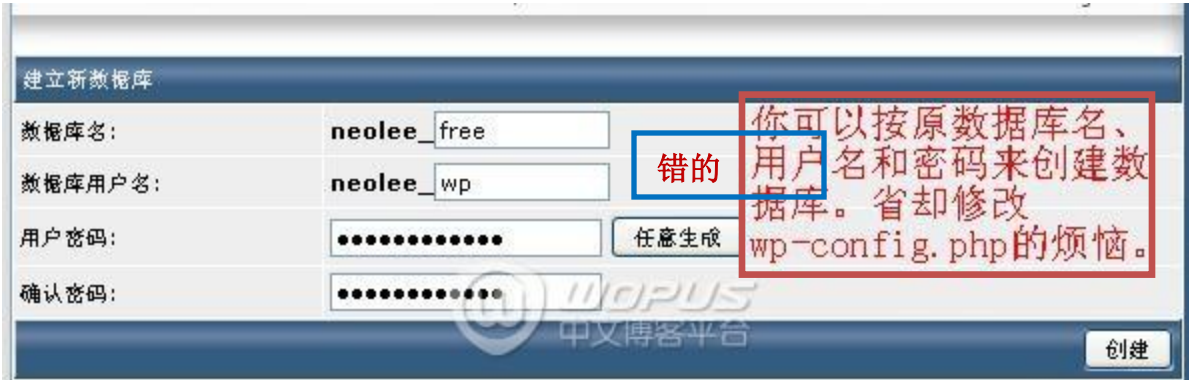 建立新数据库
数据库名：
neolee_ free
数据库用户名：
neolee_ wp
用户密码：
●●●●●●●●●●●●
任意生成
确认密码：
●●●●●●●●●●●●
创建
错的
你可以按原数据库名、
用户名和密码来创建数
据库。省却修改
wp-config.php的烦恼。
WOPUS
中文博客平台